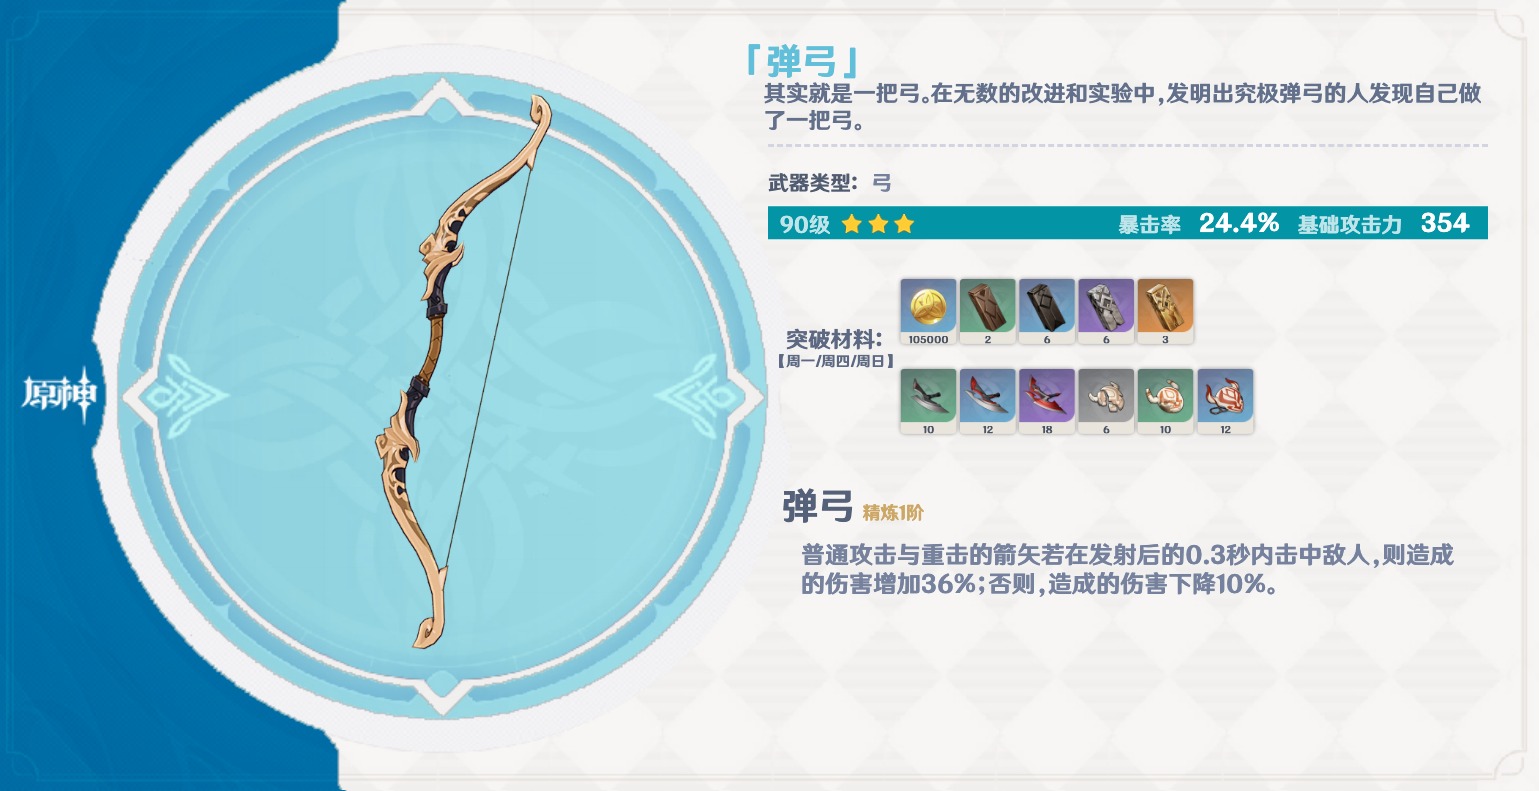 原神
「弹弓」
其实就是一把弓。在无数的改进和实验中,发明出究极弹弓的人发现自己做
了一把弓。
武器类型: 弓
90级 暴击率 24.4% 基础攻击力 354
105000 2 6 6 3
突破材料:
【周一/周四/周日】
10 12 18 6 10 12
弹弓 精炼1阶
普通攻击与重击的箭矢若在发射后的0.3秒内击中敌人,则造成
的伤害增加36%;否则,造成的伤害下降10%。